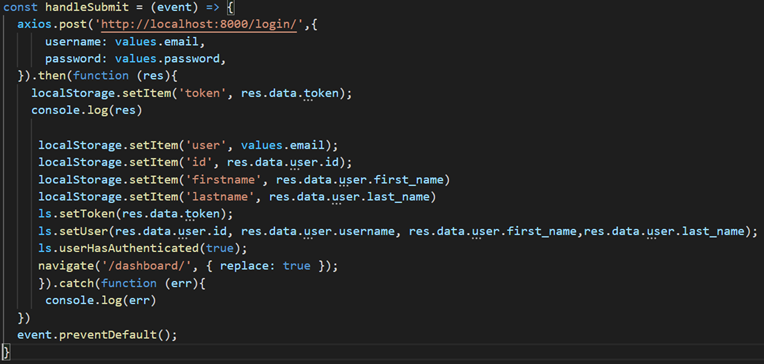 const handleSubmit = (event) => {
axios.post('http://localhost:8000/login/',{
username: values.email,
password: values.password,
}).then(function (res){
localStorage.setItem('token', res.data.token);
console.log(res)
localStorage.setItem('user', values.email);
localStorage.setItem('id', res.data.user.id);
localStorage.setItem('firstname', res.data.user.first_name)
localStorage.setItem('lastname', res.data.user.last_name)
ls.setToken(res.data.token);
ls.setUser(res.data.user.id, res.data.user.username, res.data.user.first_name,res.data.user.last_name);
ls.userHasAuthenticated(true);
navigate('/dashboard/', { replace: true });
}).catch(function (err){
console.log(err)
})
event.preventDefault();
}